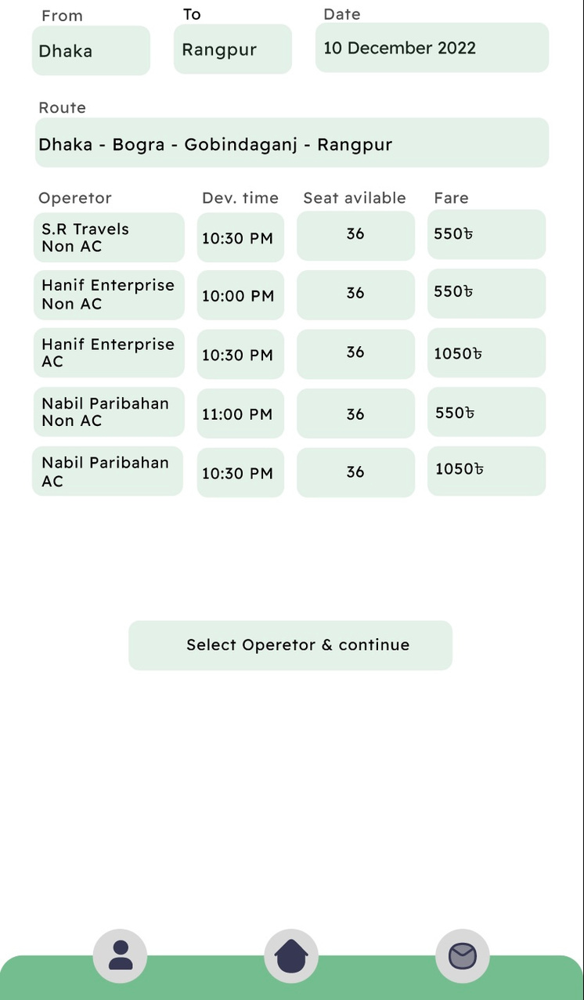 From To Date
Dhaka Rangpur 10 December 2022
Route
Dhaka - Bogra - Gobindaganj - Rangpur
Operetor Dev. time Seat avilable Fare
S.R Travels
Non AC
10:30 PM 36 550৳
Hanif Enterprise
Non AC
10:00 PM 36 550৳
Hanif Enterprise
AC
10:30 PM 36 1050৳
Nabil Paribahan
Non AC
11:00 PM 36 550৳
Nabil Paribahan
AC
10:30 PM 36 1050৳
Select Operetor & continue